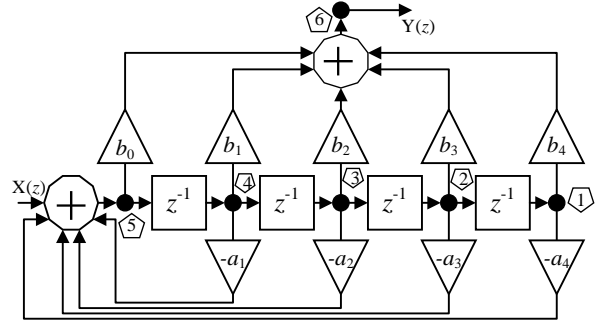 6
Y(z)
+
b₀ b₁ b₂ b₃ b₄
X(z) + 5 z⁻¹ 4 z⁻¹ 3 z⁻¹ 2 z⁻¹ 1
-a₁ -a₂ -a₃ -a₄